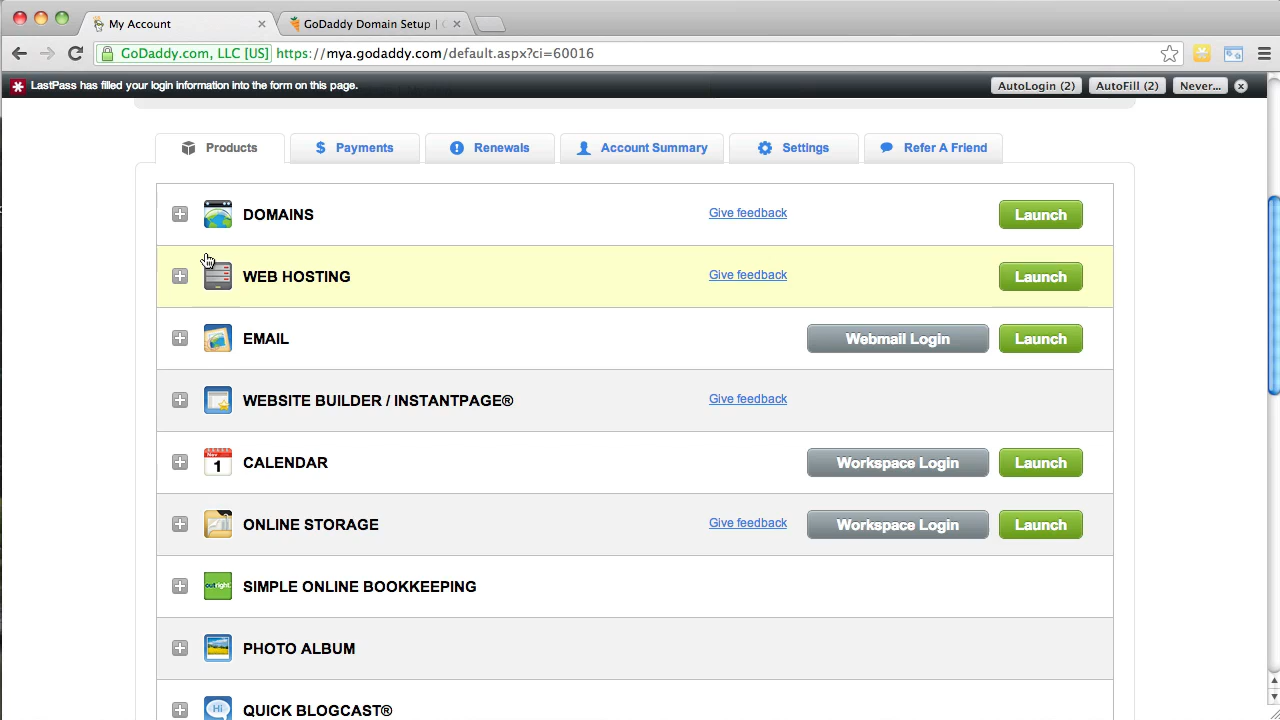 My Account
GoDaddy Domain Setup |
GoDaddy.com, LLC [US] https://mya.godaddy.com/default.aspx?ci=60016
LastPass has filled your login information into the form on this page. AutoLogin (2) AutoFill (2) Never...
Products Payments Renewals Account Summary Settings Refer A Friend
DOMAINS Give feedback Launch
WEB HOSTING Give feedback Launch
EMAIL Webmail Login Launch
WEBSITE BUILDER / INSTANTPAGE® Give feedback
Nov
1
CALENDAR Workspace Login Launch
ONLINE STORAGE Give feedback Workspace Login Launch
outright
SIMPLE ONLINE BOOKKEEPING
PHOTO ALBUM
Hi
QUICK BLOGCAST®